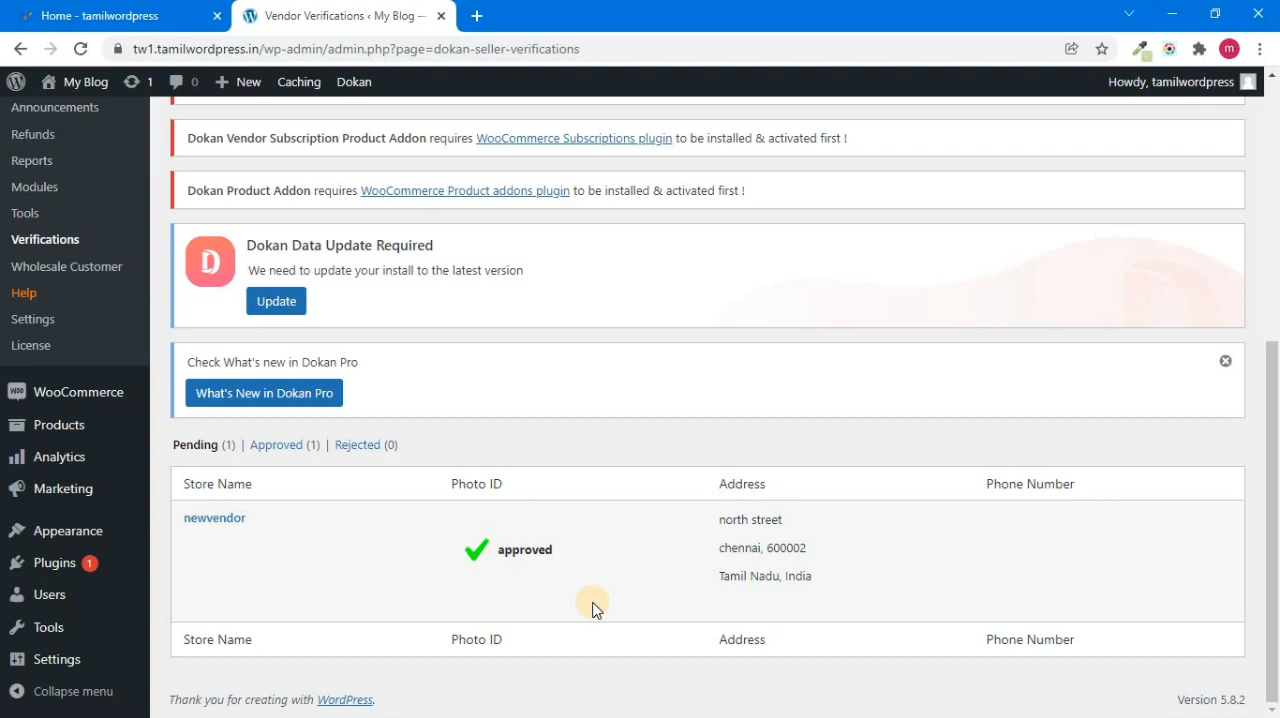 Home - tamilwordpress
Vendor Verifications ‹ My Blog —
tw1.tamilwordpress.in/wp-admin/admin.php?page=dokan-seller-verifications
m
My Blog
1
0
New
Caching
Dokan
Howdy, tamilwordpress
Announcements
Refunds
Reports
Modules
Tools
Verifications
Wholesale Customer
Help
Settings
License
WooCommerce
Products
Analytics
Marketing
Appearance
Plugins 1
Users
Tools
Settings
Collapse menu
Dokan Vendor Subscription Product Addon requires WooCommerce Subscriptions plugin to be installed & activated first !
Dokan Product Addon requires WooCommerce Product addons plugin to be installed & activated first !
Dokan Data Update Required
We need to update your install to the latest version
Update
Check What's new in Dokan Pro
What's New in Dokan Pro
Pending (1) | Approved (1) | Rejected (0)
Store Name Photo ID Address Phone Number
newvendor
approved
north street
chennai, 600002
Tamil Nadu, India
Store Name Photo ID Address Phone Number
Thank you for creating with WordPress.
Version 5.8.2